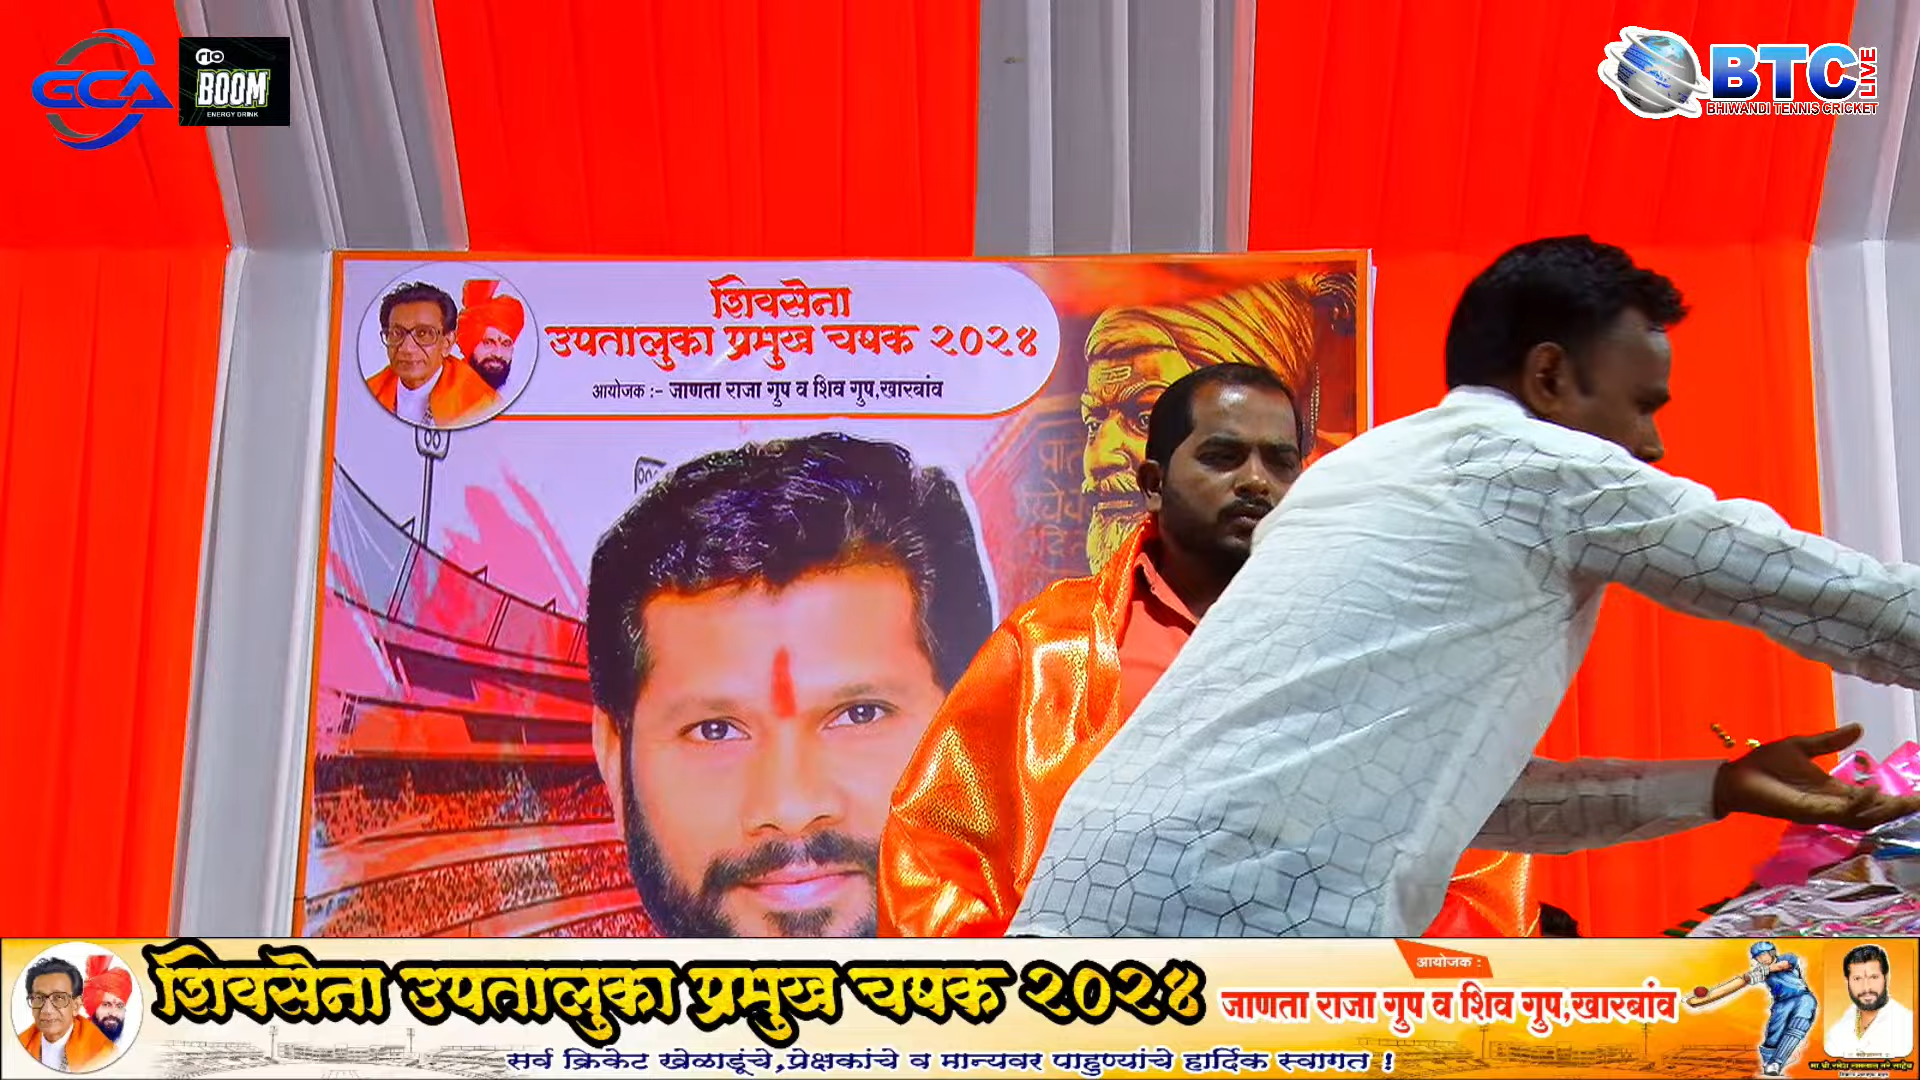 GCA
rio
BOOM
ENERGY DRINK
BTC LIVE
BHIWANDI TENNIS CRICKET
शिवसेना
उपतालुका प्रमुख चषक २०२४
आयोजक :- जाणता राजा गृप व शिव गृप,खारबांव
शिवसेना उपतालुका प्रमुख चषक २०२४
आयोजक :
जाणता राजा गृप व शिव गृप,खारबांव
सर्व क्रिकेट खेळाडूंचे,प्रेक्षकांचे व मान्यवर पाहुण्यांचे हार्दिक स्वागत !